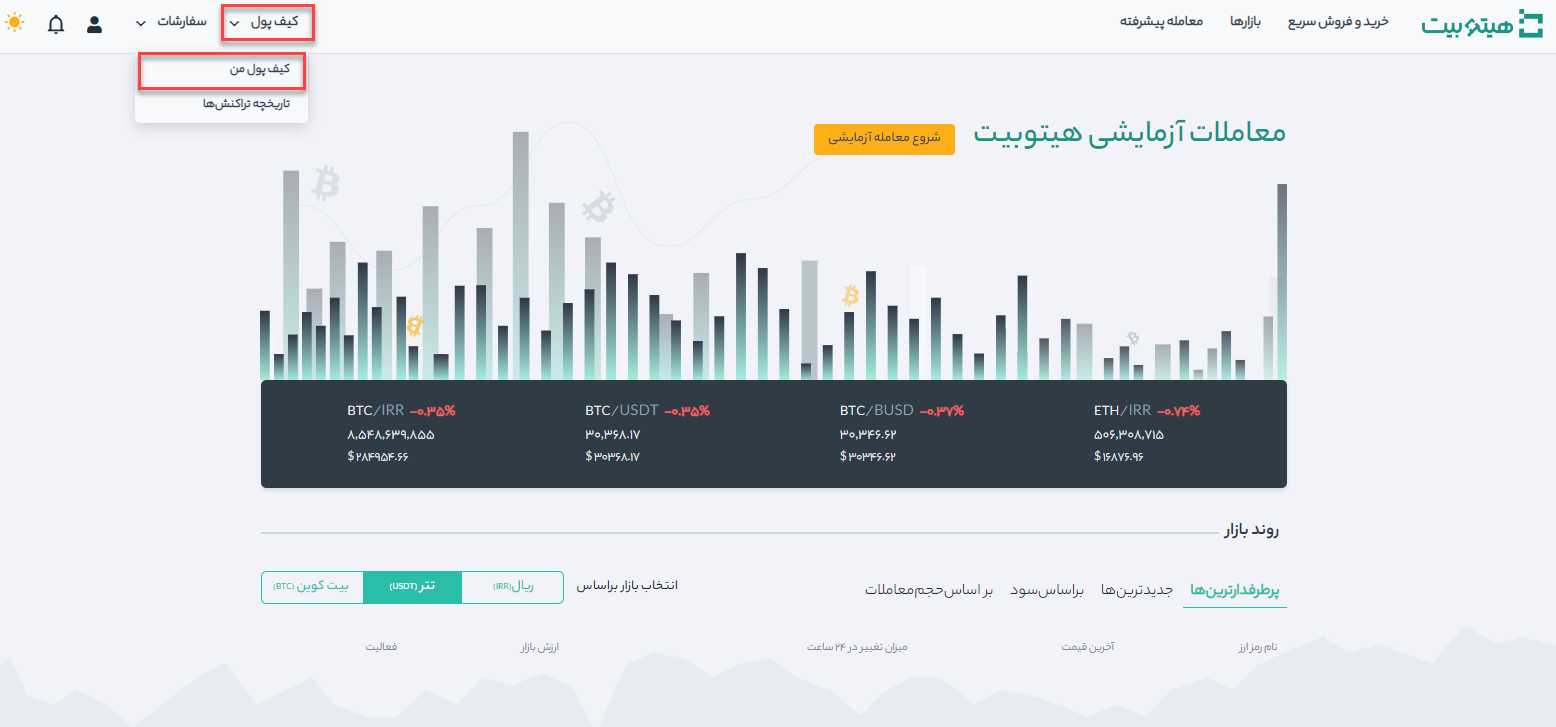 هیتوبیت
خرید و فروش سریع
بازارها
معامله پیشرفته
کیف پول
سفارشات
کیف پول من
تاریخچه تراکنش‌ها
معاملات آزمایشی هیتوبیت
شروع معامله آزمایشی
BTC/IRR -۰.۳۵%
۸,۵۴۸,۶۳۹,۸۵۵
$۲۸۴۹۵۴.۶۶
BTC/USDT -۰.۳۵%
۳۰,۳۶۸.۱۷
$۳۰۳۶۸.۱۷
BTC/BUSD -۰.۳۷%
۳۰,۳۴۶.۶۲
$۳۰۳۴۶.۶۲
ETH/IRR -۰.۷۴%
۵۰۶,۳۰۸,۷۱۵
$۱۶۸۷۶.۹۶
روند بازار
پرطرفدارترین‌ها
جدیدترین‌ها
براساس سود
بر اساس حجم معاملات
انتخاب بازار براساس
ریال (IRR)
تتر (USDT)
بیت کوین (BTC)
نام رمز ارز
آخرین قیمت
میزان تغییر در ۲۴ ساعت
ارزش بازار
فعالیت